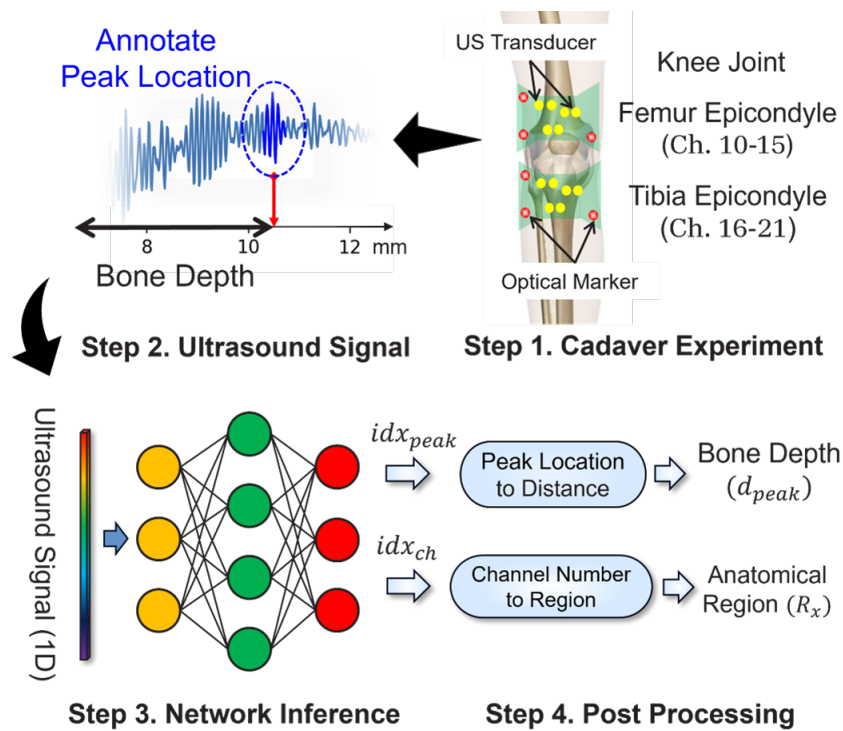 Annotate
Peak Location
8
10
12
mm
Bone Depth
Step 2. Ultrasound Signal
US Transducer
Knee Joint
Femur Epicondyle
(Ch. 10-15)
Tibia Epicondyle
(Ch. 16-21)
Optical Marker
Step 1. Cadaver Experiment
Ultrasound Signal (1D)
idx_peak
Peak Location
to Distance
Bone Depth
(d_peak)
idx_ch
Channel Number
to Region
Anatomical
Region (R_x)
Step 3. Network Inference
Step 4. Post Processing